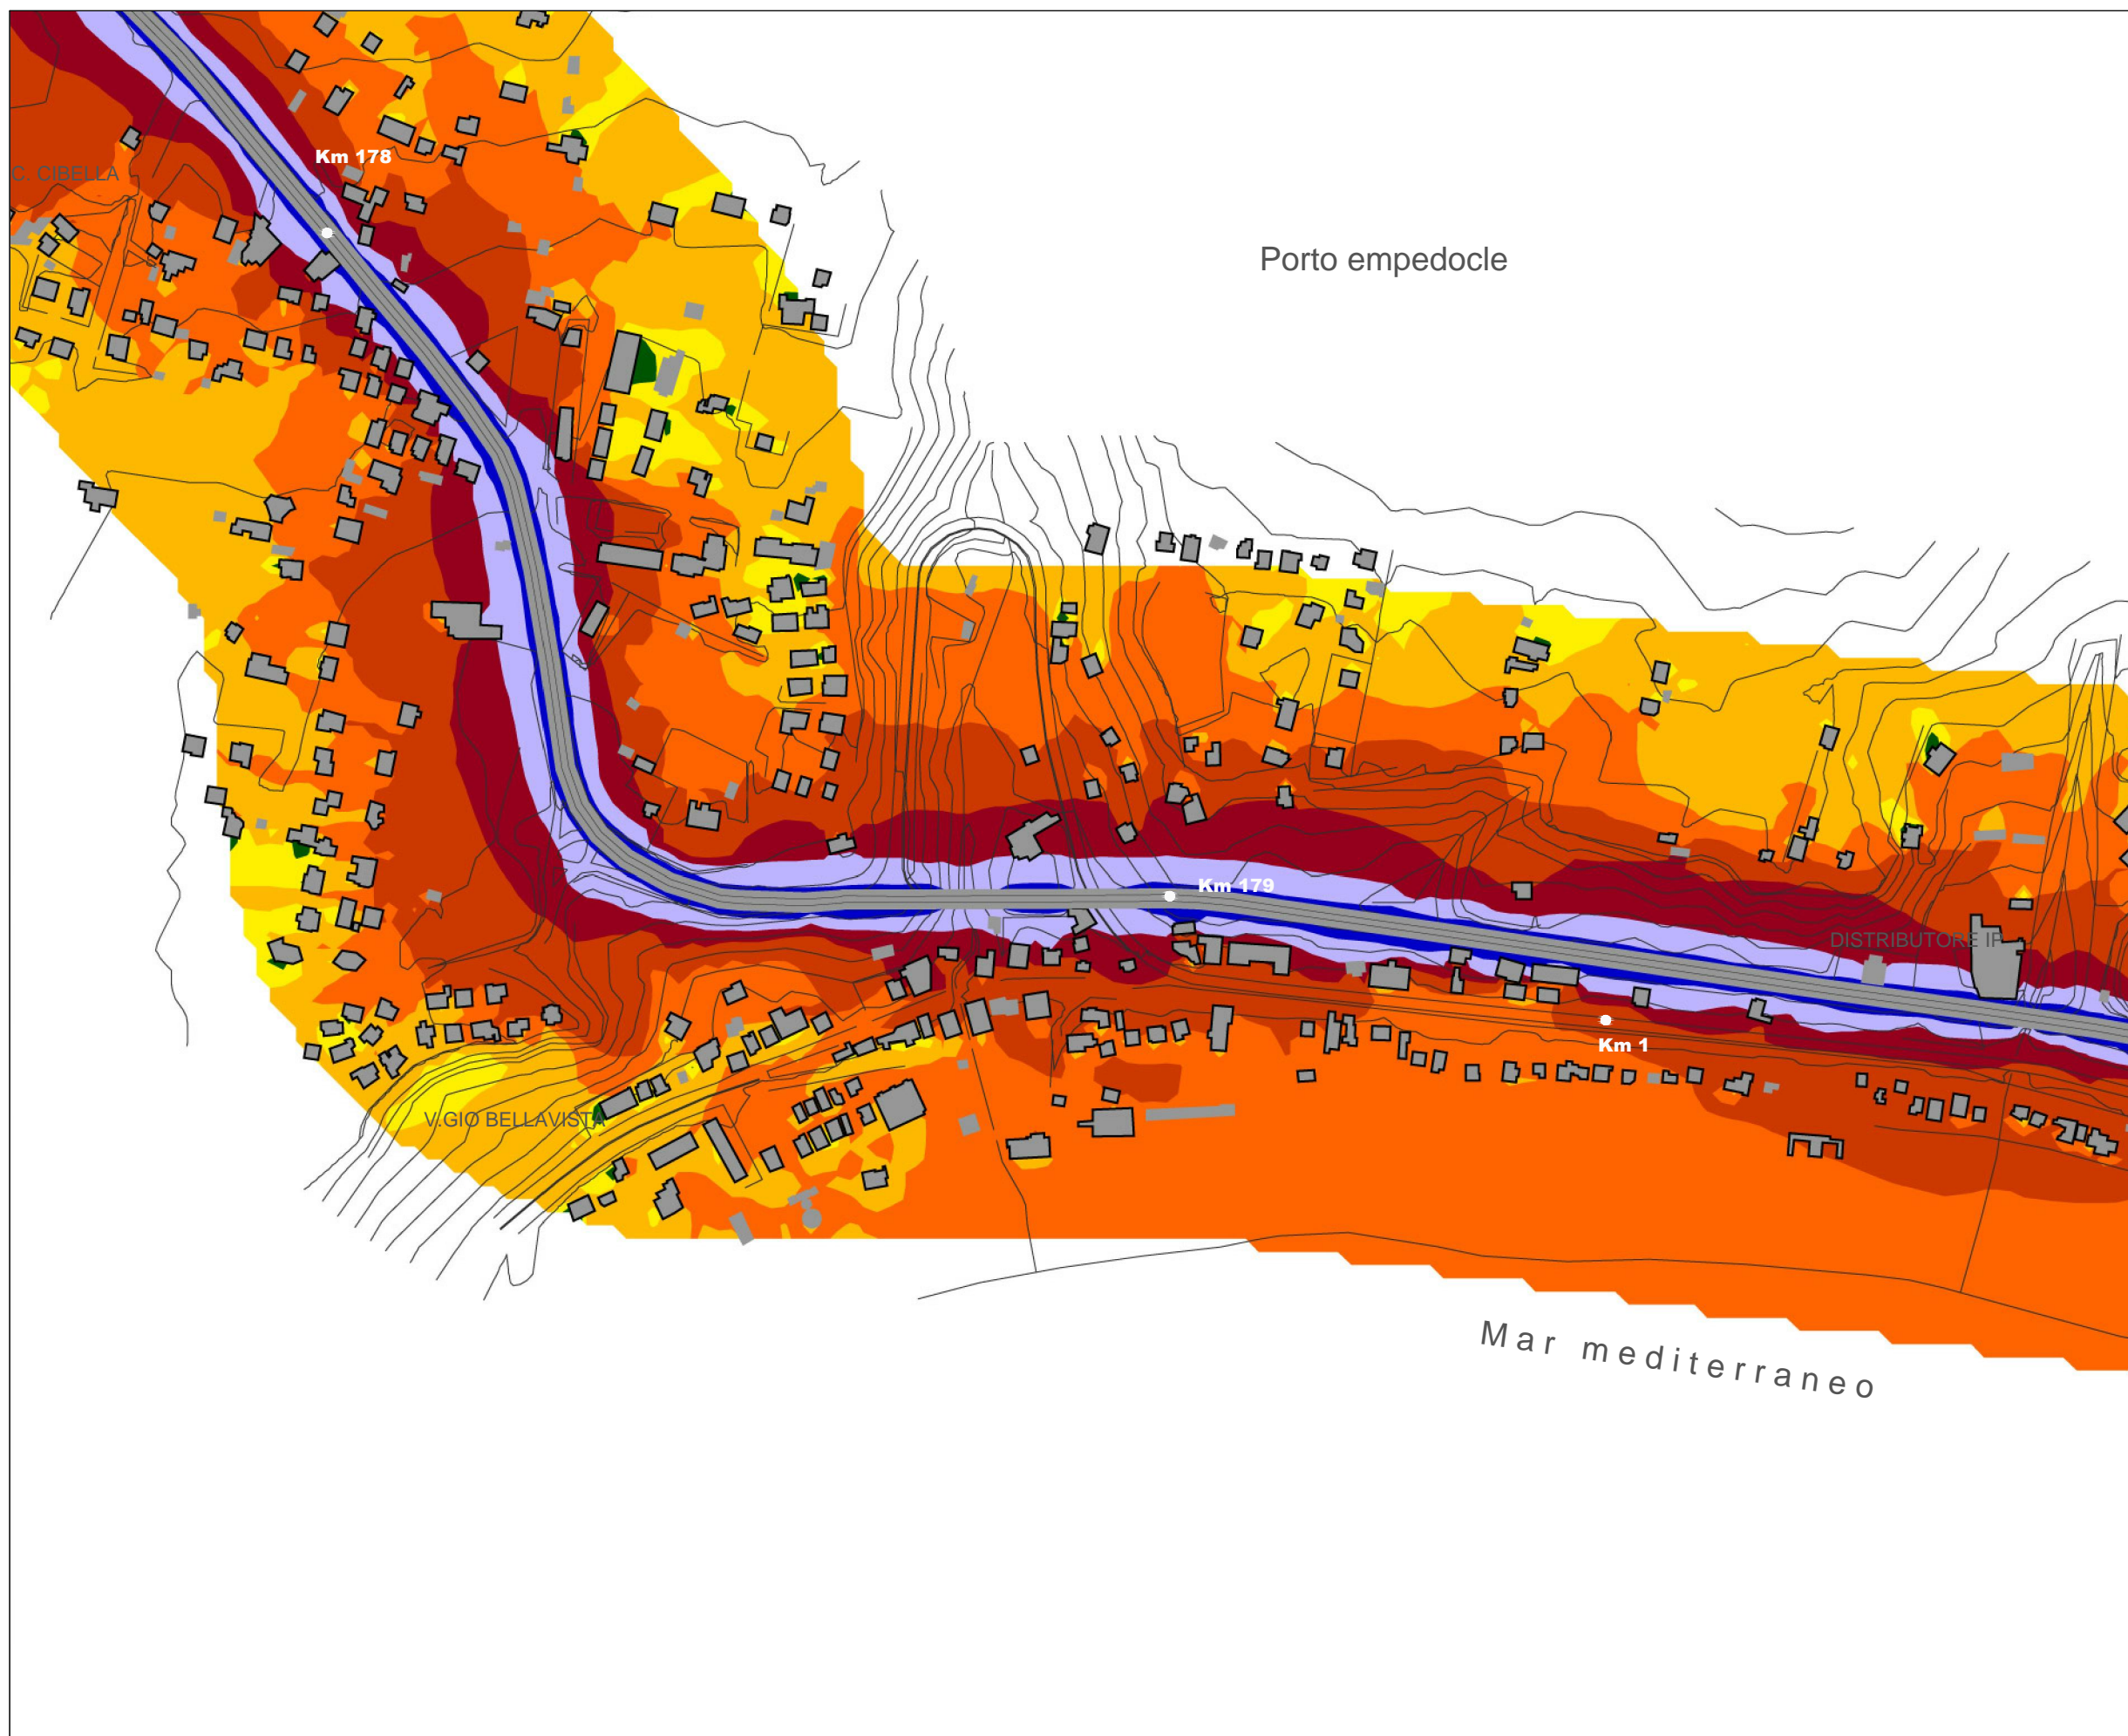 Km 178
C. CIBELLA
Porto empedocle
Km 179
DISTRIBUTORE IP
Km 1
V.GIO BELLAVISTA
Mar mediterraneo